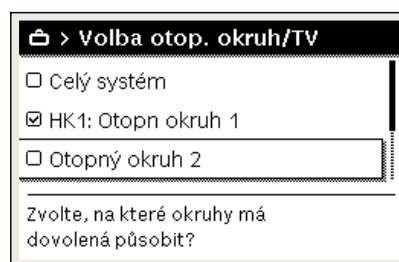 > Volba otop. okruh/TV
Celý systém
HK1: Otopn okruh 1
Otopný okruh 2
Zvolte, na které okruhy má
dovolená působit?